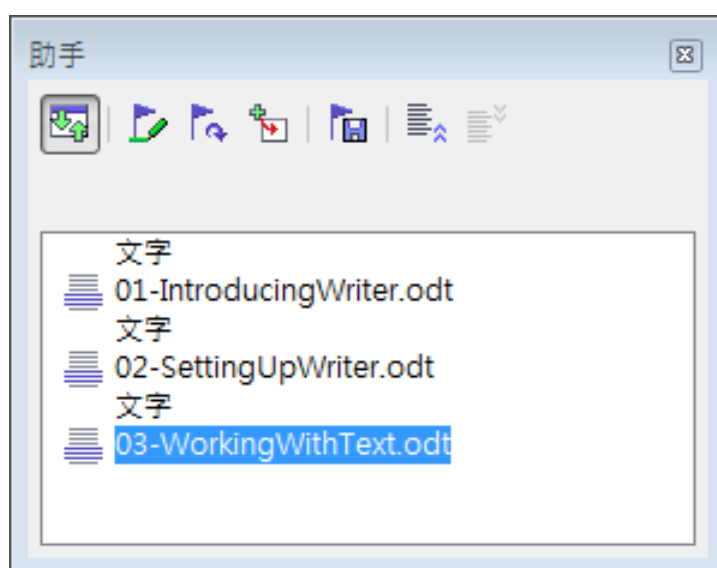 助手
文字
01-IntroducingWriter.odt
文字
02-SettingUpWriter.odt
文字
03-WorkingWithText.odt